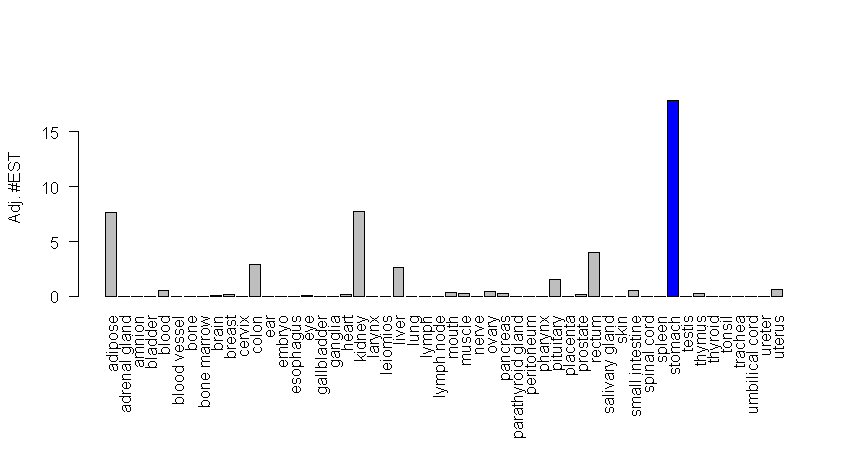 Adj. #EST
15
10
5
0
adipose
adrenal gland
amnion
bladder
blood
blood vessel
bone
bone marrow
brain
breast
cervix
colon
ear
embryo
esophagus
eye
gallbladder
ganglia
heart
kidney
larynx
leiomios
liver
lung
lymph
lymph node
mouth
muscle
nerve
ovary
pancreas
parathyroid gland
peritoneum
pharynx
pituitary
placenta
prostate
rectum
salivary gland
skin
small intestine
spinal cord
spleen
stomach
testis
thymus
thyroid
tonsil
trachea
umbilical cord
ureter
uterus